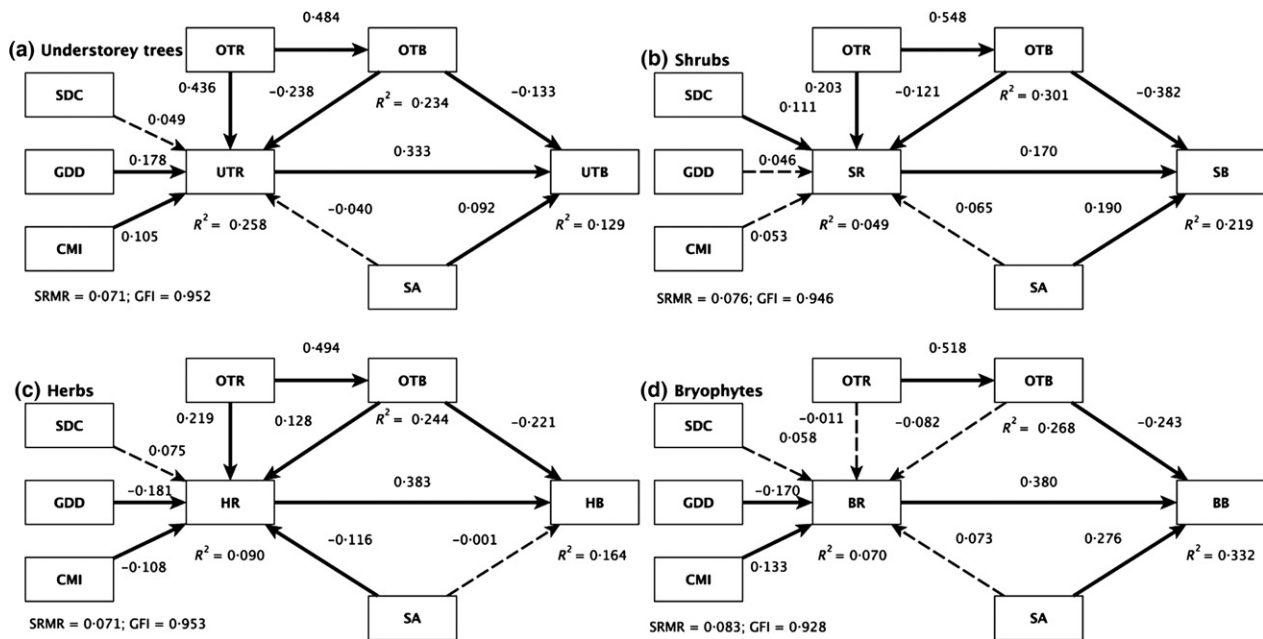 (a) Understorey trees
OTR
0·484
OTB
SDC
0·436
−0·238
R² = 0·234
−0·133
0·049
GDD
0·178
UTR
0·333
UTB
CMI
0·105
R² = 0·258
−0·040
0·092
R² = 0·129
SA
SRMR = 0·071; GFI = 0·952
(b) Shrubs
OTR
0·548
OTB
SDC
0·203
0·111
−0·121
R² = 0·301
−0·382
GDD
0·046
SR
0·170
SB
CMI
0·053
R² = 0·049
0·065
0·190
R² = 0·219
SA
SRMR = 0·076; GFI = 0·946
(c) Herbs
OTR
0·494
OTB
SDC
0·219
0·128
R² = 0·244
−0·221
0·075
GDD
−0·181
HR
0·383
HB
CMI
−0·108
R² = 0·090
−0·116
−0·001
R² = 0·164
SA
SRMR = 0·071; GFI = 0·953
(d) Bryophytes
OTR
0·518
OTB
SDC
−0·011
0·058
−0·082
R² = 0·268
−0·243
GDD
−0·170
BR
0·380
BB
CMI
0·133
R² = 0·070
0·073
0·276
R² = 0·332
SA
SRMR = 0·083; GFI = 0·928